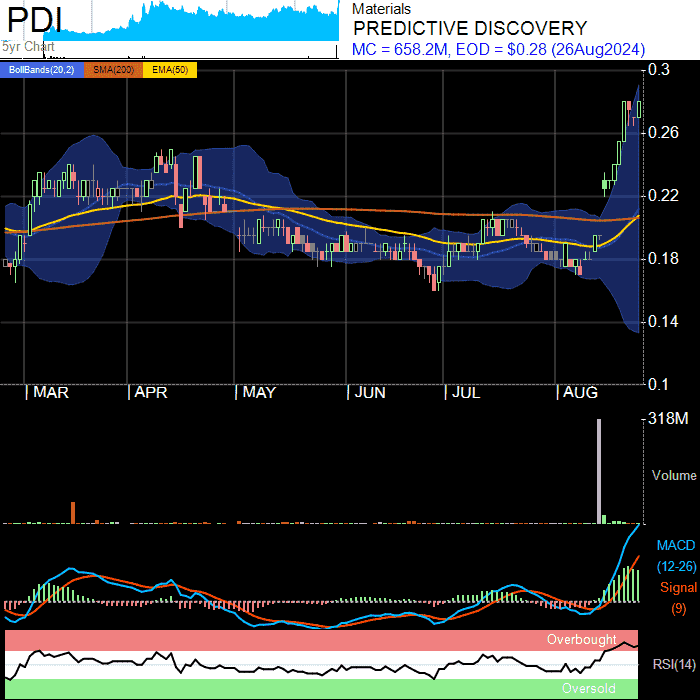 PDI
5yr Chart
Materials
PREDICTIVE DISCOVERY
MC = 658.2M, EOD = $0.28 (26Aug2024)
BollBands(20,2) SMA(200) EMA(50)
0.3
0.26
0.22
0.18
0.14
0.1
MAR APR MAY JUN JUL AUG
318M
Volume
MACD
(12-26)
Signal
(9)
Overbought
RSI(14)
Oversold